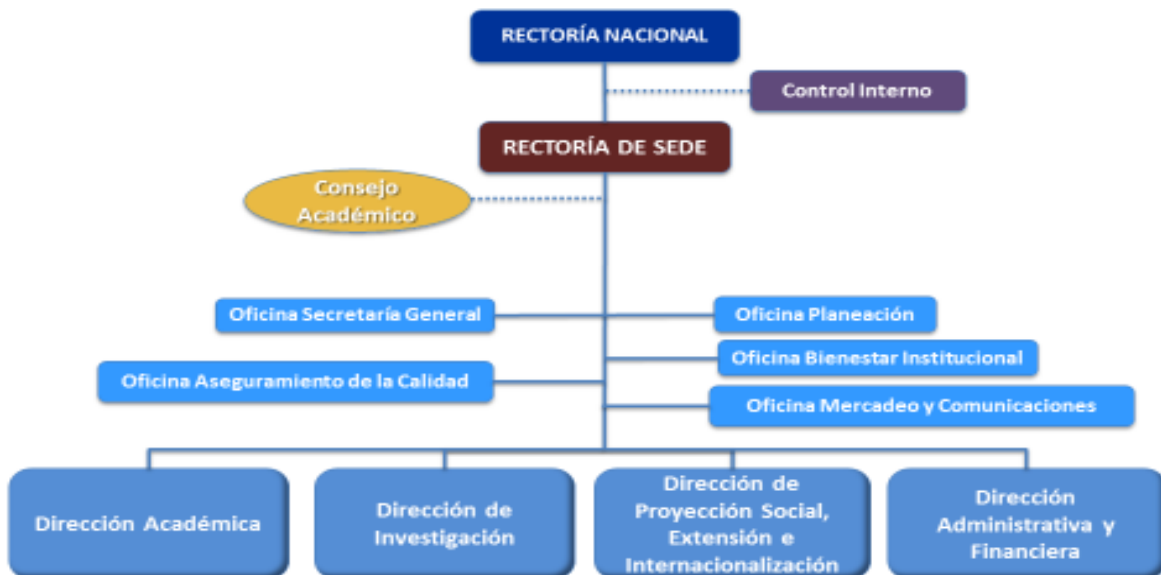 RECTORÍA NACIONAL
Control Interno
RECTORÍA DE SEDE
Consejo
Académico
Oficina Secretaría General
Oficina Planeación
Oficina Bienestar Institucional
Oficina Aseguramiento de la Calidad
Oficina Mercadeo y Comunicaciones
Dirección Académica
Dirección de
Investigación
Dirección de
Proyección Social,
Extensión e
Internacionalización
Dirección
Administrativa y
Financiera